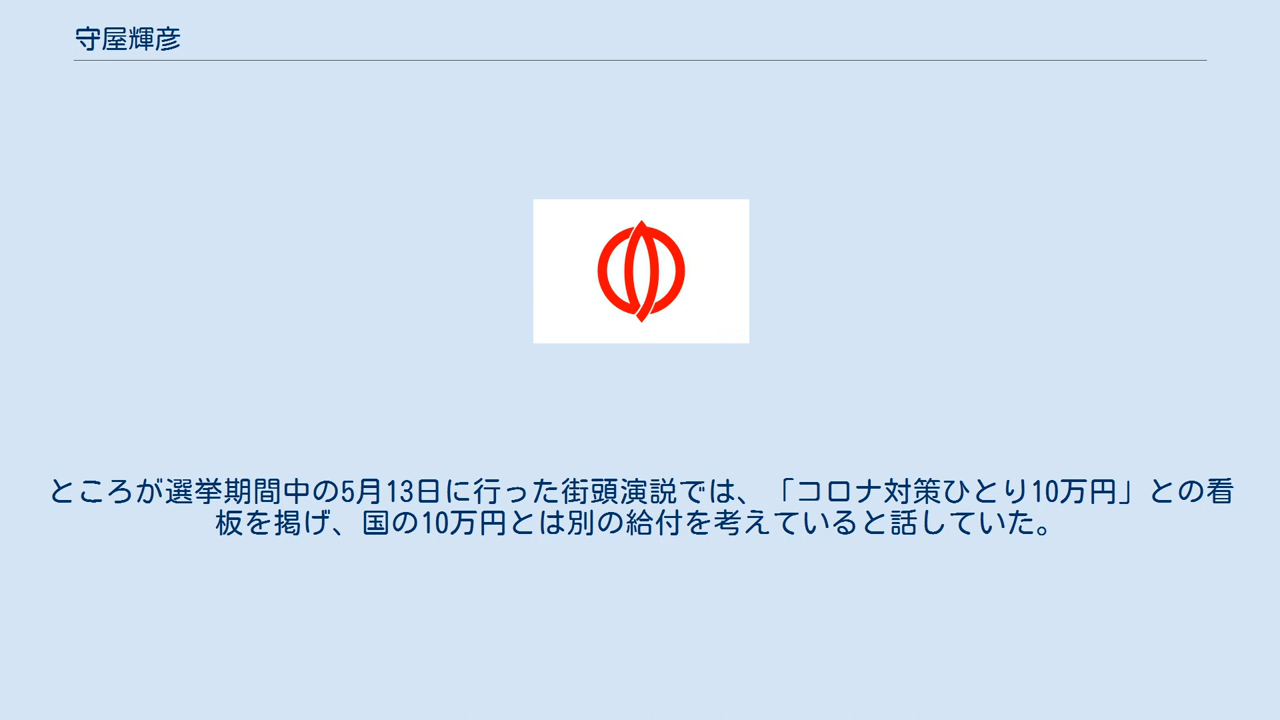 守屋輝彦
ところが選挙期間中の5月13日に行った街頭演説では、「コロナ対策ひとり10万円」との看
板を掲げ、国の10万円とは別の給付を考えていると話していた。